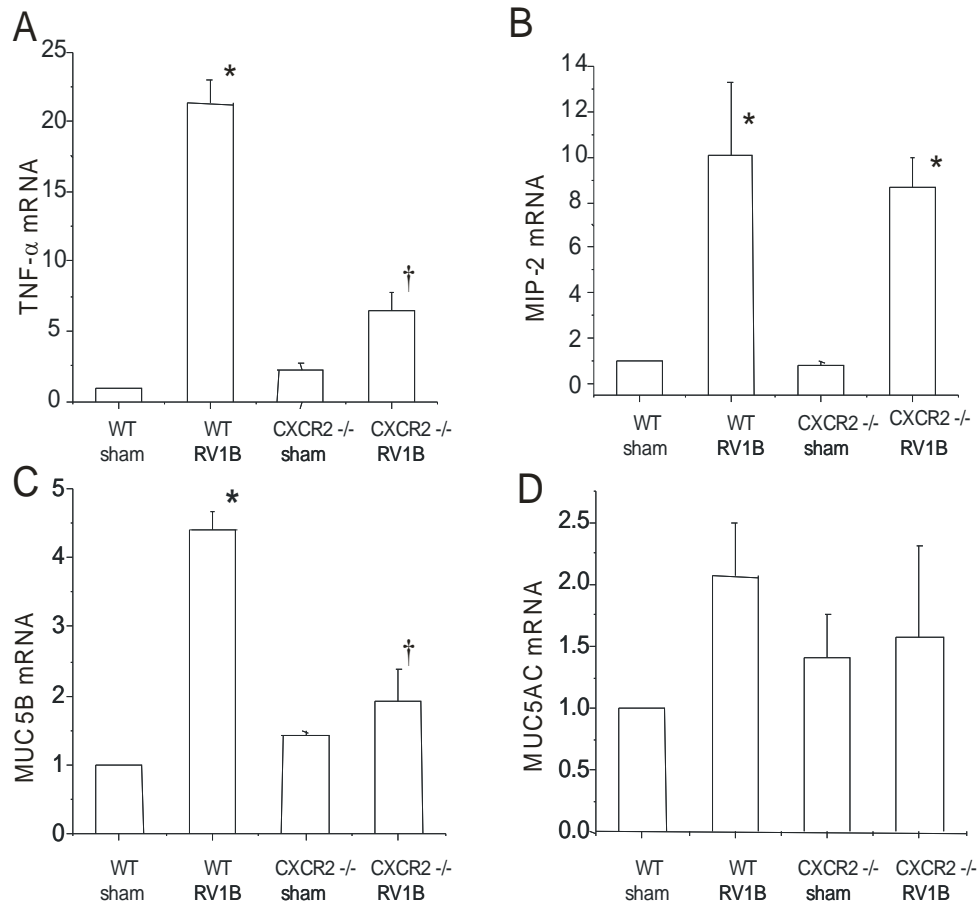 A
TNF-α mRNA
25
20
15
10
5
0
*
†
WT
sham
WT
RV1B
CXCR2 -/-
sham
CXCR2 -/-
RV1B
B
MIP-2 mRNA
14
12
10
8
6
4
2
0
*
*
WT
sham
WT
RV1B
CXCR2 -/-
sham
CXCR2 -/-
RV1B
C
MUC5B mRNA
5
4
3
2
1
0
*
†
WT
sham
WT
RV1B
CXCR2 -/-
sham
CXCR2 -/-
RV1B
D
MUC5AC mRNA
2.5
2.0
1.5
1.0
0.5
0.0
WT
sham
WT
RV1B
CXCR2 -/-
sham
CXCR2 -/-
RV1B